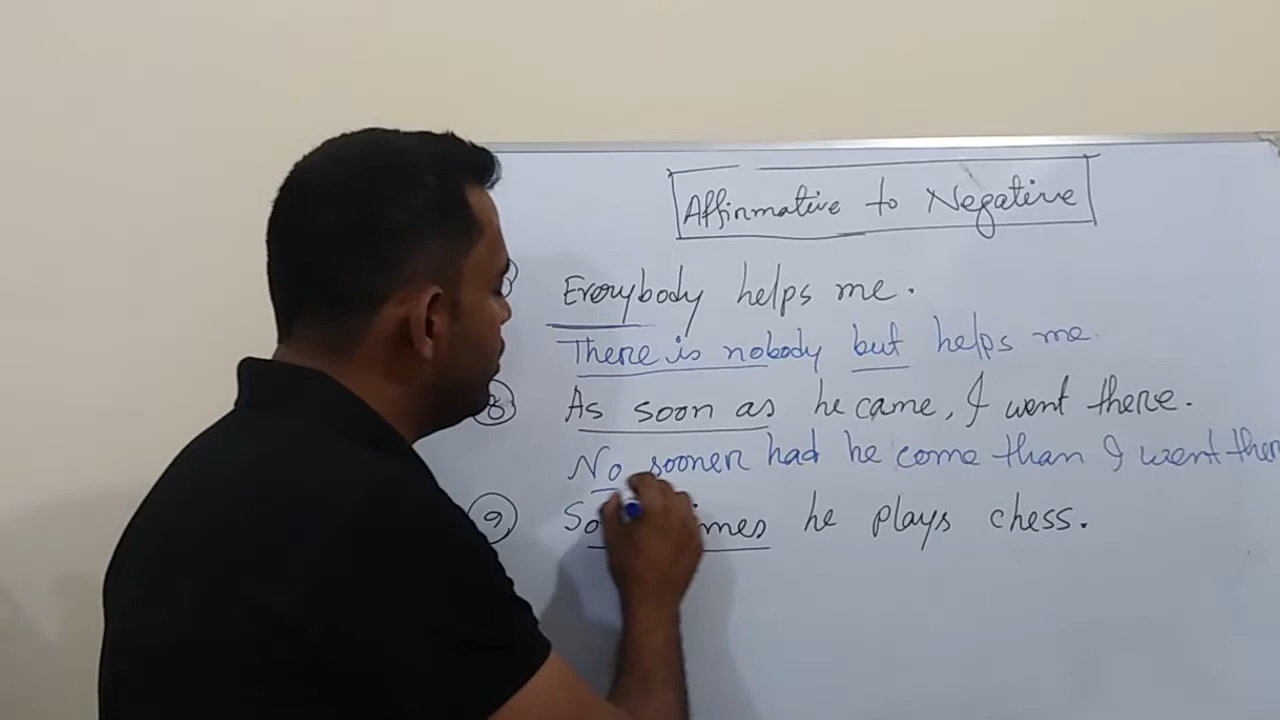 Affirmative to Negative
Everybody helps me.
There is nobody but helps me.
8 As soon as he came, I went there.
No sooner had he come than I went ther
9 he plays chess.